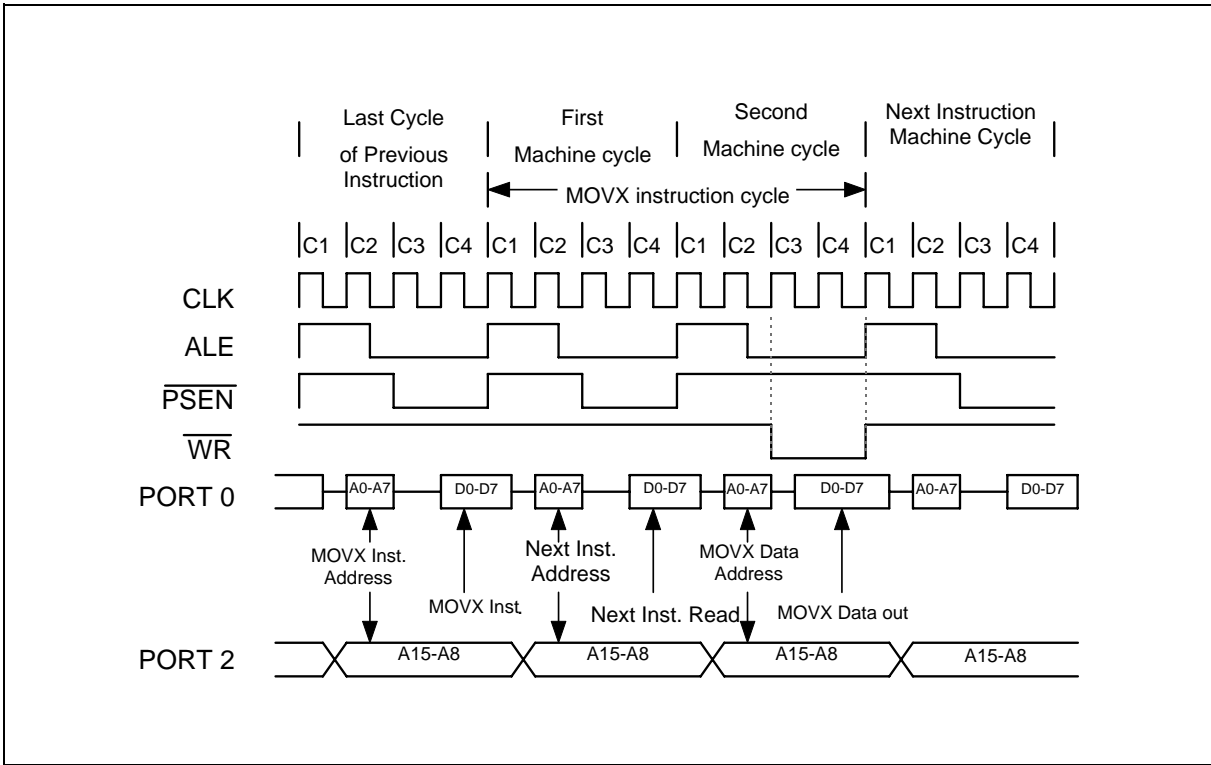 Last Cycle
of Previous
Instruction
First
Machine cycle
Second
Machine cycle
Next Instruction
Machine Cycle
MOVX instruction cycle
C1 C2 C3 C4 C1 C2 C3 C4 C1 C2 C3 C4 C1 C2 C3 C4
CLK
ALE
PSEN
WR
PORT 0
A0-A7 D0-D7 A0-A7 D0-D7 A0-A7 D0-D7 A0-A7 D0-D7
MOVX Inst.
Address
MOVX Inst.
Next Inst.
Address
Next Inst. Read
MOVX Data
Address
MOVX Data out
PORT 2
A15-A8 A15-A8 A15-A8 A15-A8